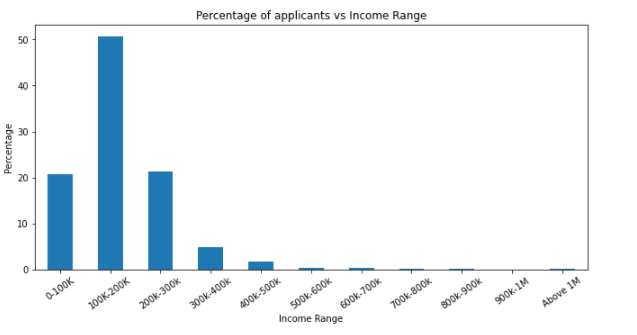 Percentage of applicants vs Income Range
50
40
30
20
10
0
Percentage
0-100K
100K-200K
200k-300k
300k-400k
400k-500k
500k-600k
600k-700k
700k-800k
800k-900k
900k-1M
Above 1M
Income Range